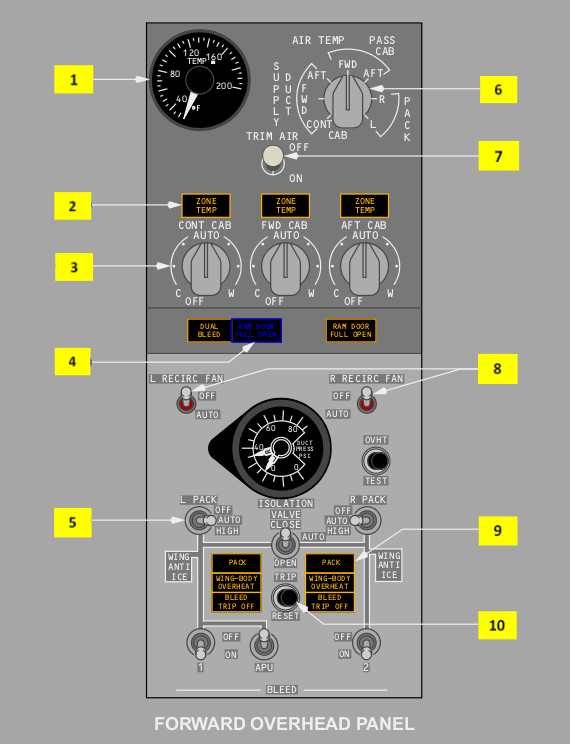 AIR TEMP
PASS
CAB
FWD
AFT
AFT
SUPPLY
DUCT
FWD
R
L
PACK
CONT
CAB
40
80
120
160
200
TEMP
°F
1
6
TRIM AIR
OFF
ON
7
2
ZONE
TEMP
ZONE
TEMP
ZONE
TEMP
CONT CAB
AUTO
FWD CAB
AUTO
AFT CAB
AUTO
3
C
OFF
W
C
OFF
W
C
OFF
W
DUAL
BLEED
RAM DOOR
FULL OPEN
RAM DOOR
FULL OPEN
4
L RECIRC FAN
OFF
AUTO
R RECIRC FAN
OFF
AUTO
8
0
40
60
80
0
DUCT
PRESS
PSI
OVHT
TEST
L PACK
OFF
AUTO
HIGH
5
ISOLATION
VALVE
CLOSE
AUTO
OPEN
R PACK
OFF
AUTO
HIGH
9
WING
ANTI
ICE
PACK
WING-BODY
OVERHEAT
BLEED
TRIP OFF
TRIP
RESET
PACK
WING-BODY
OVERHEAT
BLEED
TRIP OFF
WING
ANTI
ICE
10
OFF
ON
1
APU
OFF
ON
2
BLEED
FORWARD OVERHEAD PANEL